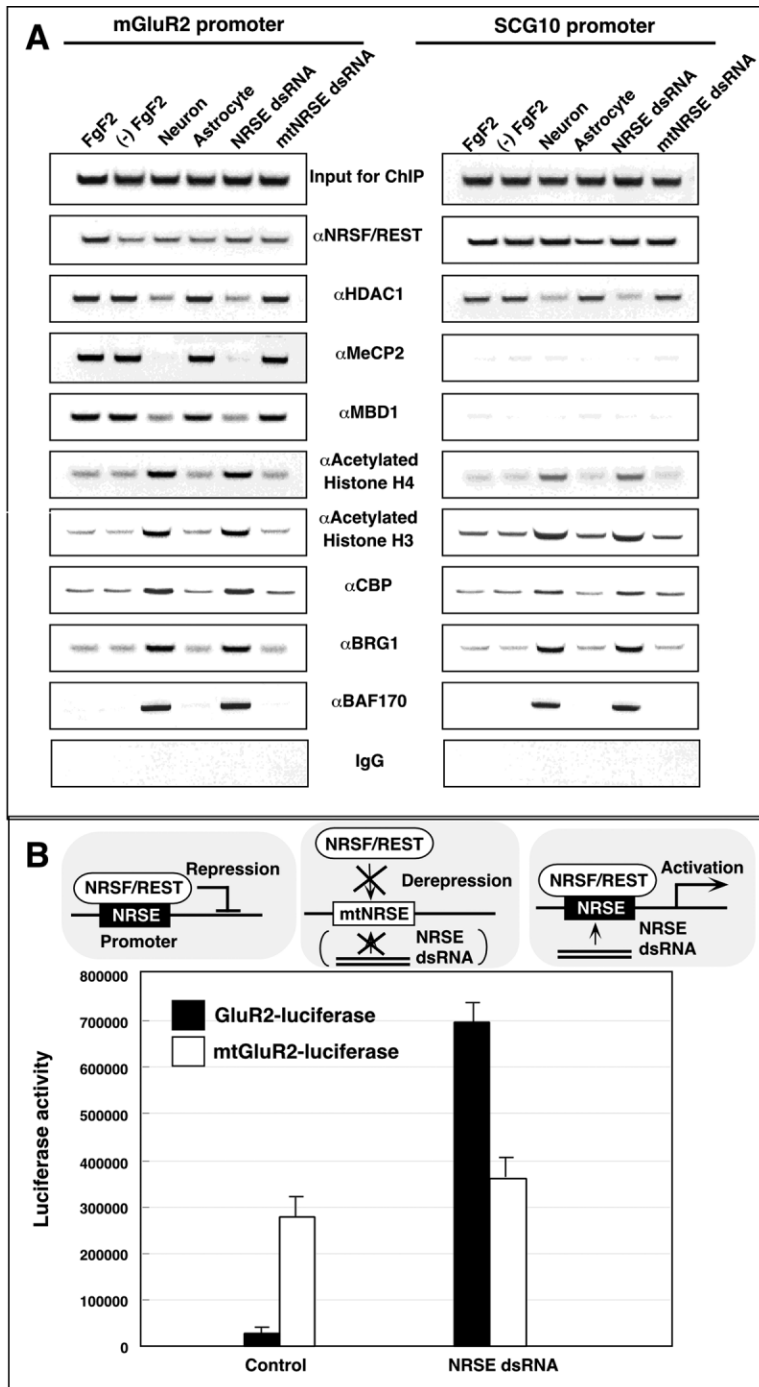 A
mGluR2 promoter
SCG10 promoter
FgF2
(-) FgF2
Neuron
Astrocyte
NRSE dsRNA
mtNRSE dsRNA
FgF2
(-) FgF2
Neuron
Astrocyte
NRSE dsRNA
mtNRSE dsRNA
Input for ChIP
αNRSF/REST
αHDAC1
αMeCP2
αMBD1
αAcetylated
Histone H4
αAcetylated
Histone H3
αCBP
αBRG1
αBAF170
IgG
B
NRSF/REST
Repression
NRSE
Promoter
NRSF/REST
Derepression
mtNRSE
( NRSE
dsRNA )
NRSF/REST
Activation
NRSE
NRSE
dsRNA
800000
700000
600000
500000
400000
300000
200000
100000
0
Luciferase activity
GluR2-luciferase
mtGluR2-luciferase
Control
NRSE dsRNA